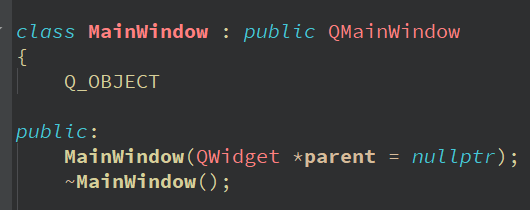 class MainWindow : public QMainWindow
{
    Q_OBJECT

public:
    MainWindow(QWidget *parent = nullptr);
    ~MainWindow();